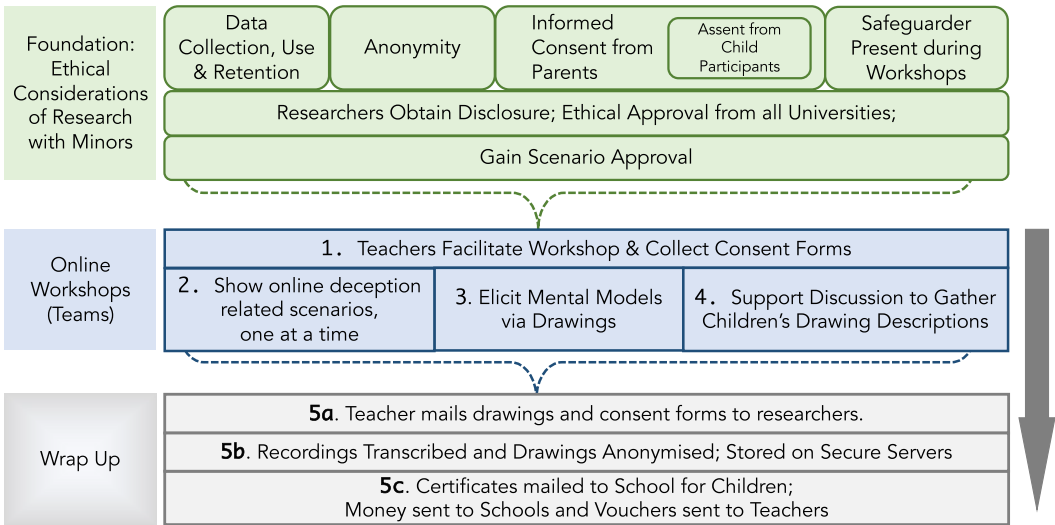 Foundation:
Ethical
Considerations
of Research
with Minors
Data
Collection, Use
& Retention
Anonymity
Informed
Consent from
Parents
Assent from
Child
Participants
Safeguarder
Present during
Workshops
Researchers Obtain Disclosure; Ethical Approval from all Universities;
Gain Scenario Approval
Online
Workshops
(Teams)
1. Teachers Facilitate Workshop & Collect Consent Forms
2. Show online deception
related scenarios,
one at a time
3. Elicit Mental Models
via Drawings
4. Support Discussion to Gather
Children's Drawing Descriptions
Wrap Up
5a. Teacher mails drawings and consent forms to researchers.
5b. Recordings Transcribed and Drawings Anonymised; Stored on Secure Servers
5c. Certificates mailed to School for Children;
Money sent to Schools and Vouchers sent to Teachers